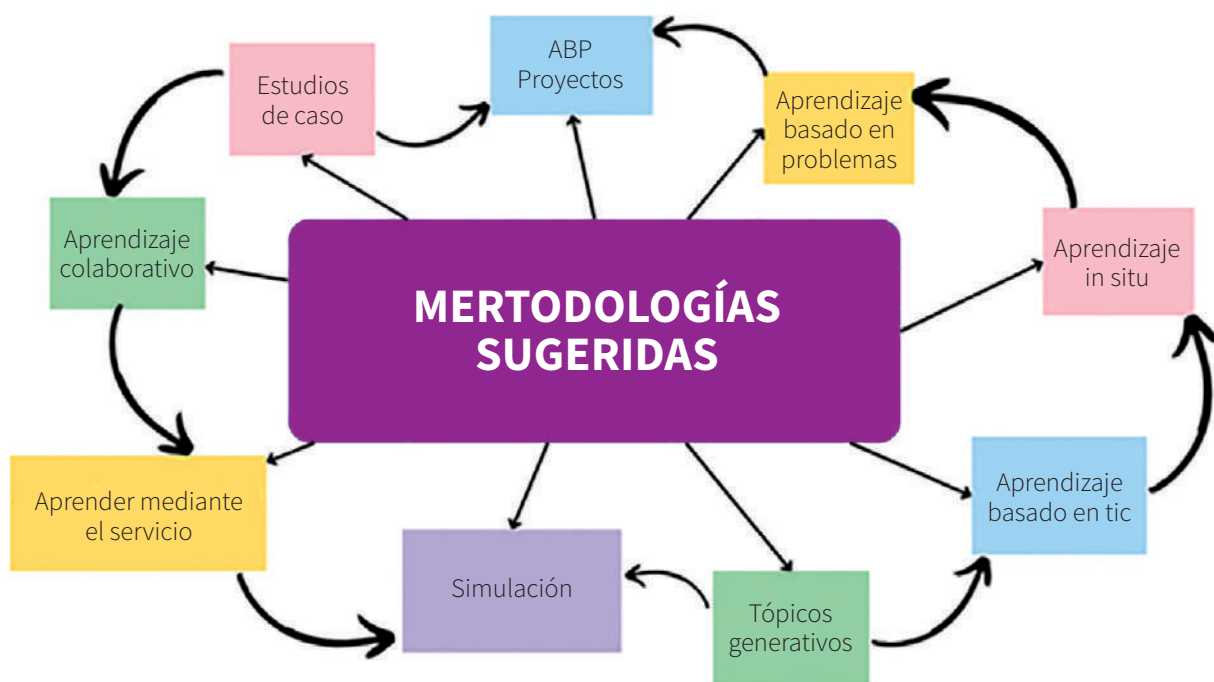 ABP
Proyectos
Estudios
de caso
Aprendizaje
basado en
problemas
Aprendizaje
colaborativo
Aprendizaje
in situ
MERTODOLOGÍAS
SUGERIDAS
Aprender mediante
el servicio
Simulación
Tópicos
generativos
Aprendizaje
basado en tic